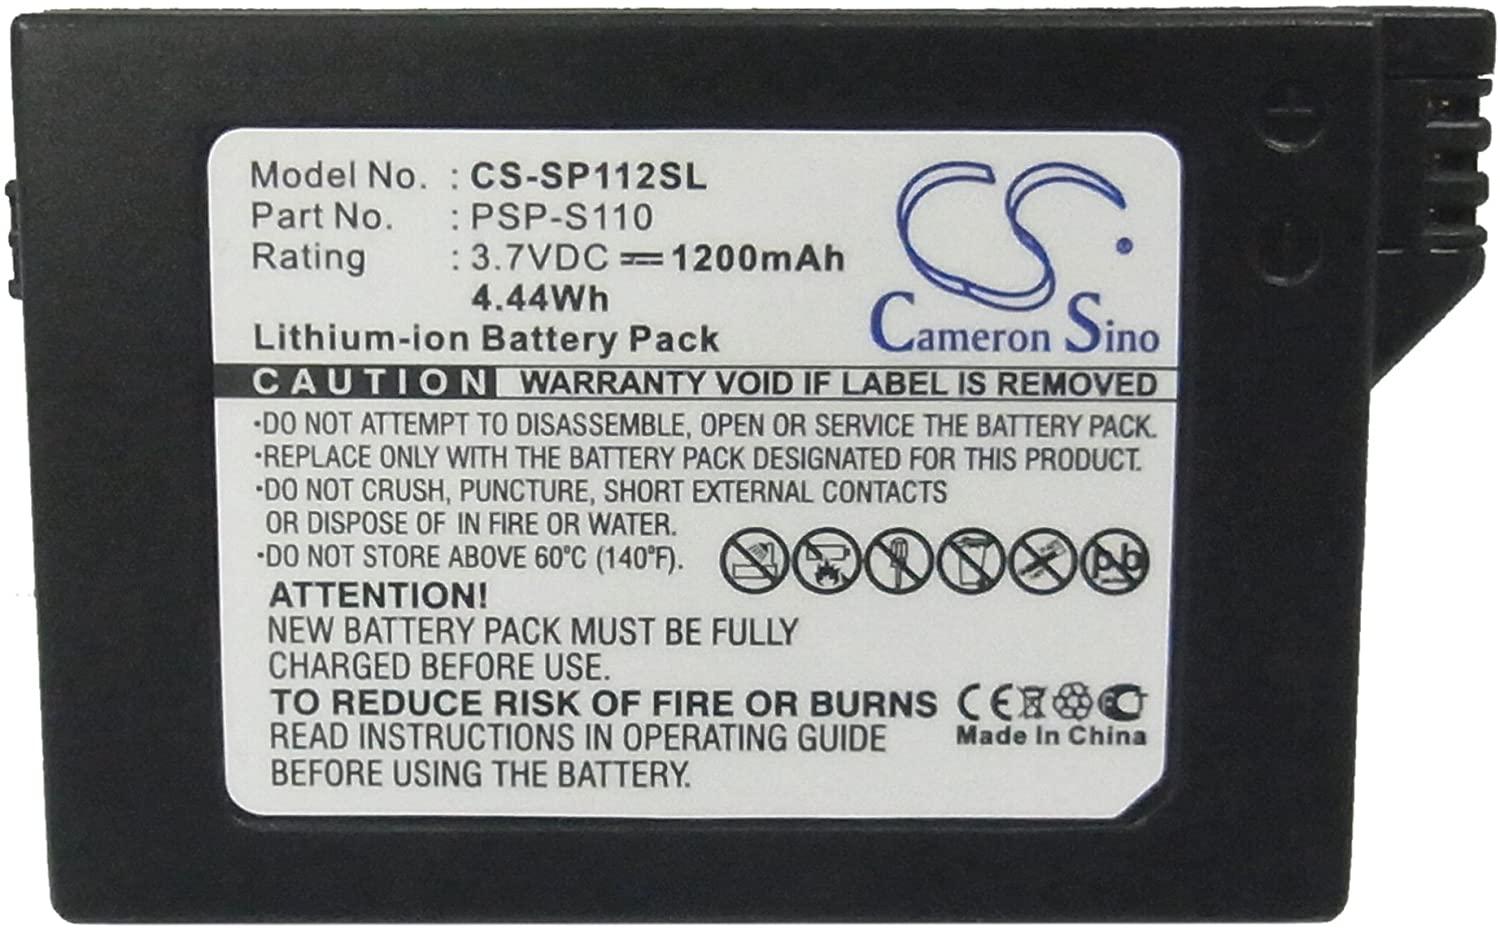 Model No. : CS-SP112SL
Part No. : PSP-S110
Rating : 3.7VDC 1200mAh
4.44Wh
Lithium-ion Battery Pack
CS®
Cameron Sino
CAUTION WARRANTY VOID IF LABEL IS REMOVED
•DO NOT ATTEMPT TO DISASSEMBLE, OPEN OR SERVICE THE BATTERY PACK.
•REPLACE ONLY WITH THE BATTERY PACK DESIGNATED FOR THIS PRODUCT.
•DO NOT CRUSH, PUNCTURE, SHORT EXTERNAL CONTACTS
OR DISPOSE OF IN FIRE OR WATER.
•DO NOT STORE ABOVE 60°C (140°F).
Pb
ATTENTION!
NEW BATTERY PACK MUST BE FULLY
CHARGED BEFORE USE.
TO REDUCE RISK OF FIRE OR BURNS
READ INSTRUCTIONS IN OPERATING GUIDE
BEFORE USING THE BATTERY.
CE
Made In China
+
-